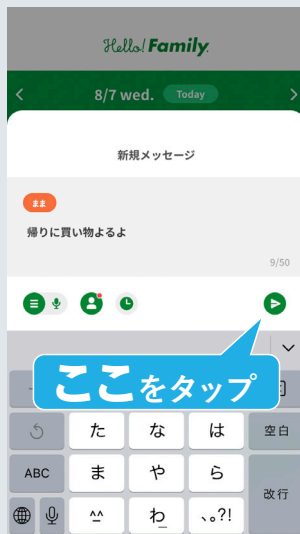 Hello! Family.
8/7 wed.
Today
新規メッセージ
まま
帰りに買い物よるよ
9/50
ここをタップ
た
な
は
空白
ABC
ま
や
ら
改行
^^
わ
、。?!